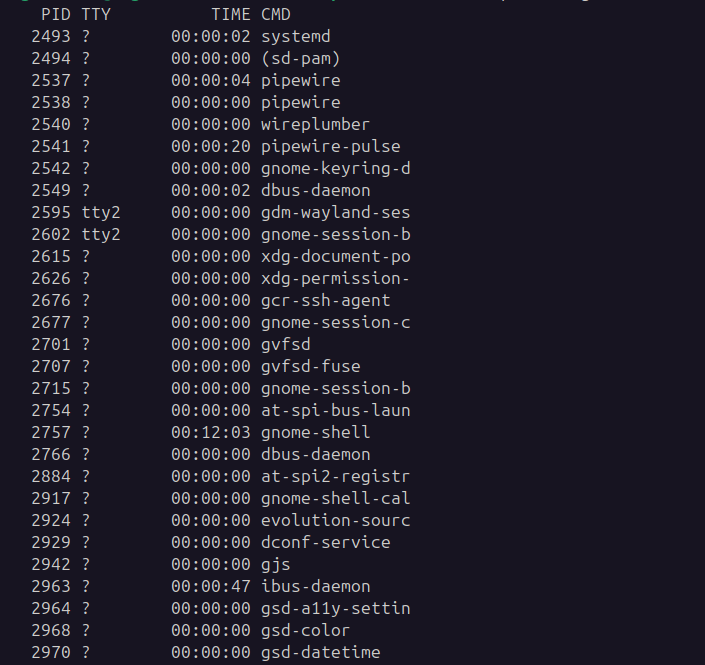 PID TTY TIME CMD
2493 ? 00:00:02 systemd
2494 ? 00:00:00 (sd-pam)
2537 ? 00:00:04 pipewire
2538 ? 00:00:00 pipewire
2540 ? 00:00:00 wireplumber
2541 ? 00:00:20 pipewire-pulse
2542 ? 00:00:00 gnome-keyring-d
2549 ? 00:00:02 dbus-daemon
2595 tty2 00:00:00 gdm-wayland-ses
2602 tty2 00:00:00 gnome-session-b
2615 ? 00:00:00 xdg-document-po
2626 ? 00:00:00 xdg-permission-
2676 ? 00:00:00 gcr-ssh-agent
2677 ? 00:00:00 gnome-session-c
2701 ? 00:00:00 gvfsd
2707 ? 00:00:00 gvfsd-fuse
2715 ? 00:00:00 gnome-session-b
2754 ? 00:00:00 at-spi-bus-laun
2757 ? 00:12:03 gnome-shell
2766 ? 00:00:00 dbus-daemon
2884 ? 00:00:00 at-spi2-registr
2917 ? 00:00:00 gnome-shell-cal
2924 ? 00:00:00 evolution-sourc
2929 ? 00:00:00 dconf-service
2942 ? 00:00:00 gjs
2963 ? 00:00:47 ibus-daemon
2964 ? 00:00:00 gsd-a11y-settin
2968 ? 00:00:00 gsd-color
2970 ? 00:00:00 gsd-datetime